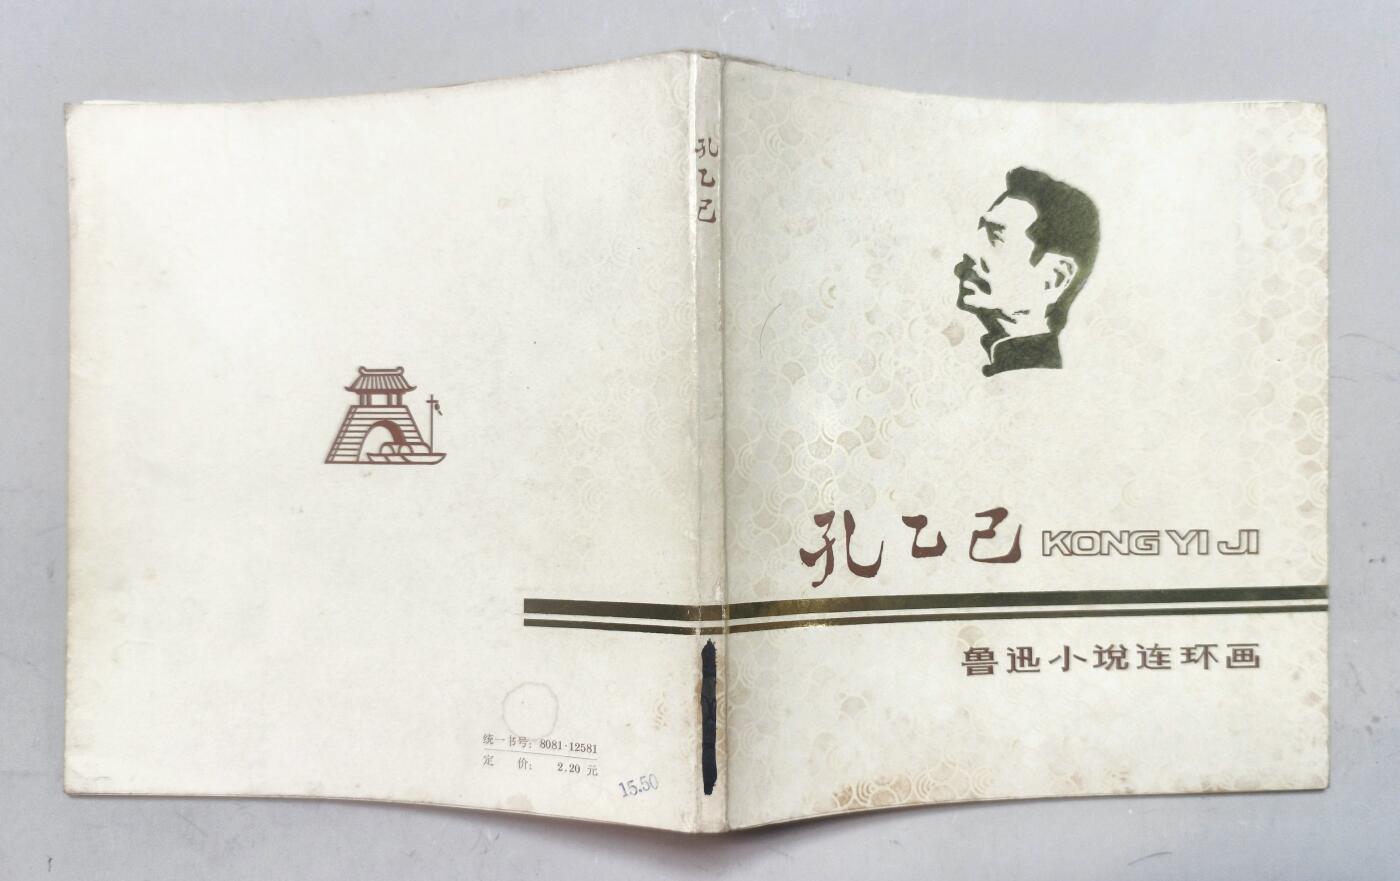 孔乙己
孔乙己 KONG YI JI
鲁迅小说连环画
统一书号：8081·12581
定 价： 2.20 元
15.50